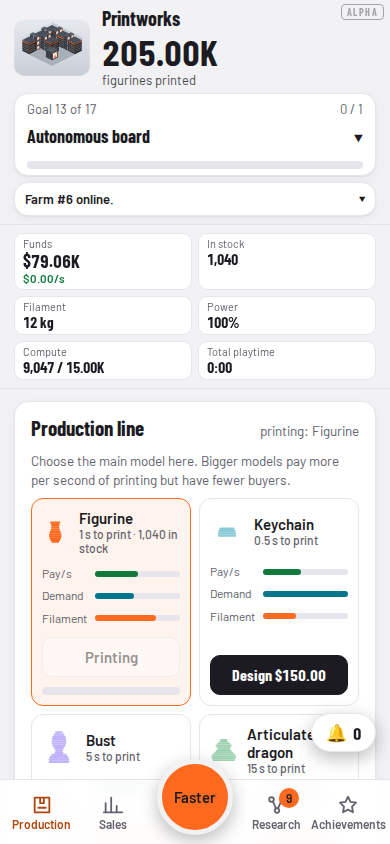 Printworks
ALPHA
205.00K
figurines printed
Goal 13 of 17
0 / 1
Autonomous board
Farm #6 online.
Funds
$79.06K
$0.00/s
In stock
1,040
Filament
12 kg
Power
100%
Compute
9,047 / 15.00K
Total playtime
0:00
Production line
printing: Figurine
Choose the main model here. Bigger models pay more
per second of printing but have fewer buyers.
Figurine
1 s to print · 1,040 in
stock
Pay/s
Demand
Filament
Printing
Keychain
0.5 s to print
Pay/s
Demand
Filament
Design $150.00
Bust
5 s to print
Articulate
dragon
15 s to print
0
Production
Sales
Faster
Research
9
Achievements